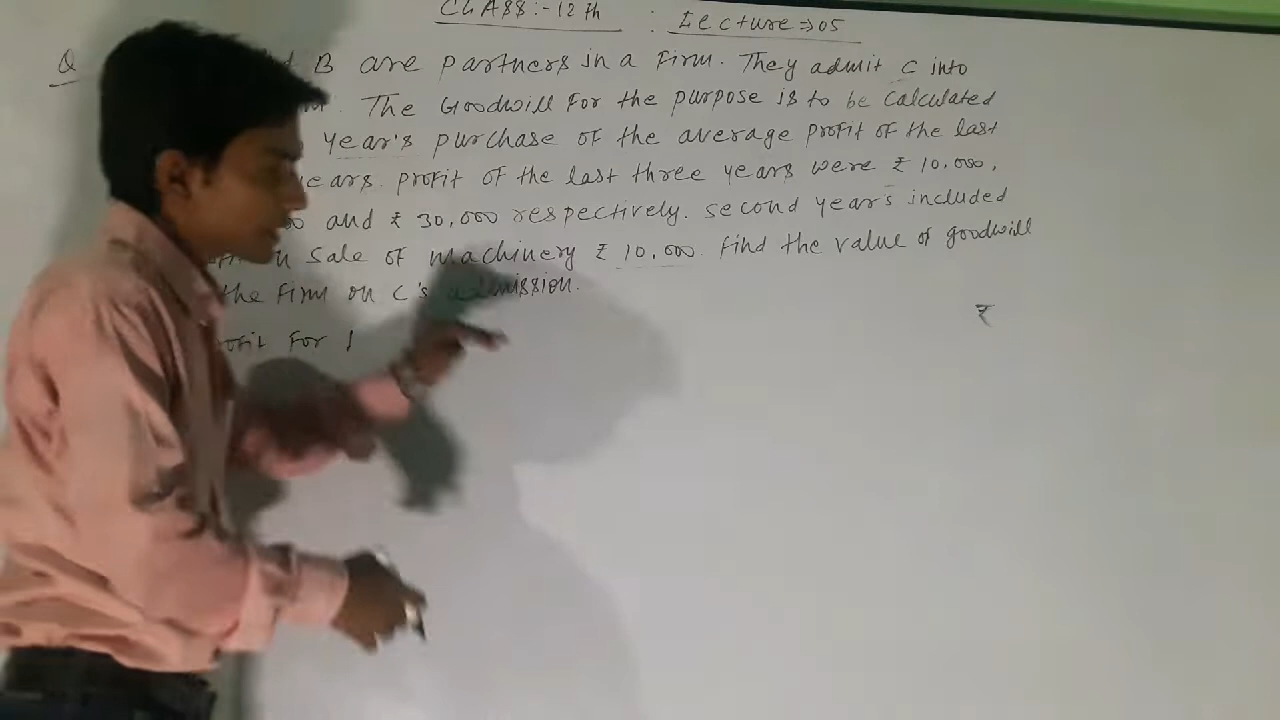 CLASS:-12th : Lecture⇒05
Q B are partners in a firm. They admit C into
The Goodwill for the purpose is to be calculated
year's purchase of the average profit of the last
profit of the last three years were ₹ 10,000,
and ₹ 30,000 respectively. second year's included
sale of machinery ₹ 10,000. find the value of goodwill
the firm on C's admission.
₹
for 1